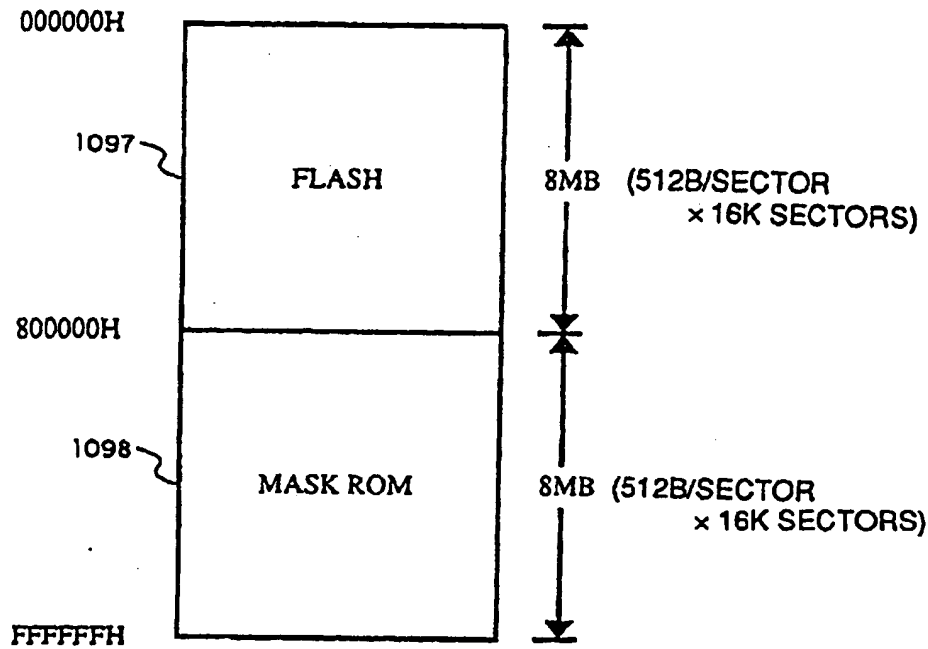 000000H
1097
FLASH
8MB (512B/SECTOR
× 16K SECTORS)
800000H
1098
MASK ROM
8MB (512B/SECTOR
× 16K SECTORS)
FFFFFFH